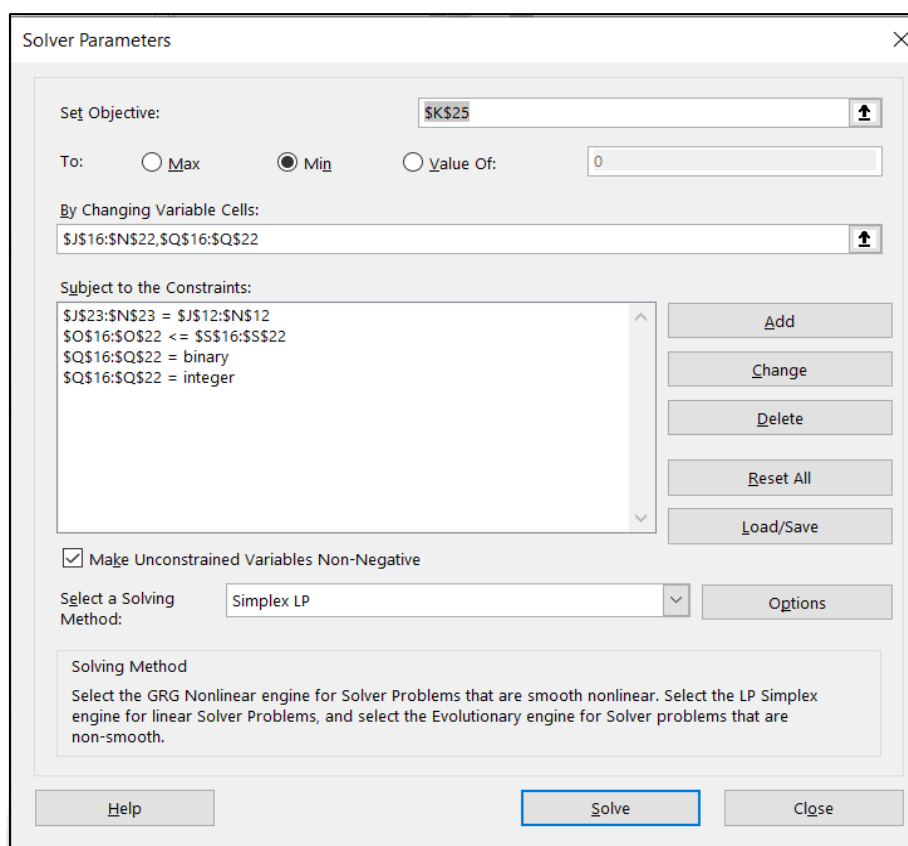 Solver Parameters
Set Objective: $K$25
To: Max Min Value Of: 0
By Changing Variable Cells:
$J$16:$N$22,$Q$16:$Q$22
Subject to the Constraints:
$J$23:$N$23 = $J$12:$N$12
$O$16:$O$22 <= $S$16:$S$22
$Q$16:$Q$22 = binary
$Q$16:$Q$22 = integer
Add
Change
Delete
Reset All
Load/Save
Make Unconstrained Variables Non-Negative
Select a Solving
Method:
Simplex LP
Options
Solving Method
Select the GRG Nonlinear engine for Solver Problems that are smooth nonlinear. Select the LP Simplex
engine for linear Solver Problems, and select the Evolutionary engine for Solver problems that are
non-smooth.
Help Solve Close